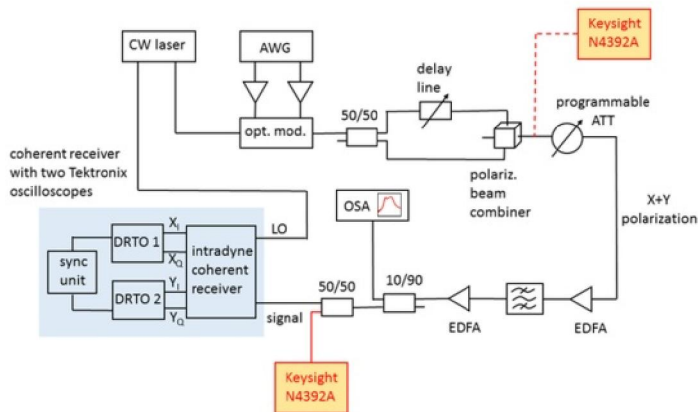 Keysight
N4392A
CW laser
AWG
delay
line
50/50
programmable
ATT
opt. mod.
polariz.
beam
combiner
coherent receiver
with two Tektronix
oscilloscopes
X+Y
polarization
OSA
LO
DRTO 1
X_I
X_Q
sync
unit
intradyne
coherent
receiver
DRTO 2
Y_I
Y_Q
signal
50/50
10/90
EDFA
EDFA
Keysight
N4392A